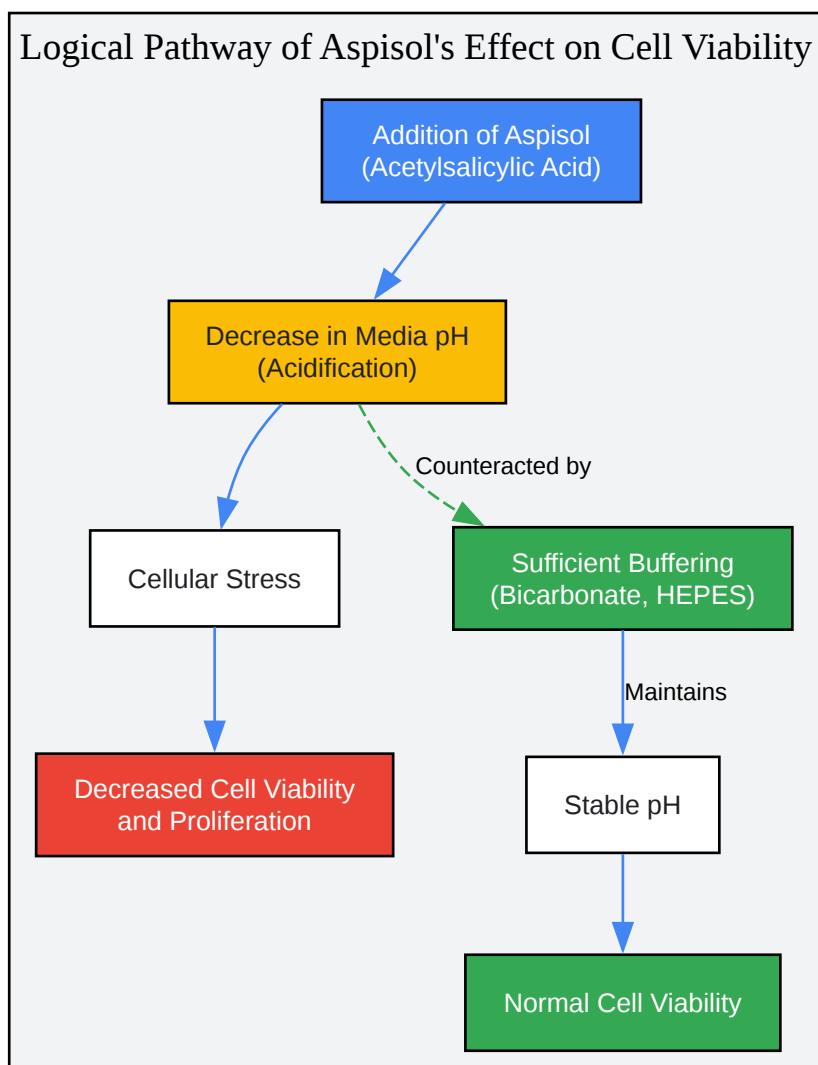 Logical Pathway of Aspisol's Effect on Cell Viability
Addition of Aspisol
(Acetylsalicylic Acid)
Decrease in Media pH
(Acidification)
Counteracted by
Cellular Stress
Sufficient Buffering
(Bicarbonate, HEPES)
Maintains
Decreased Cell Viability
and Proliferation
Stable pH
Normal Cell Viability